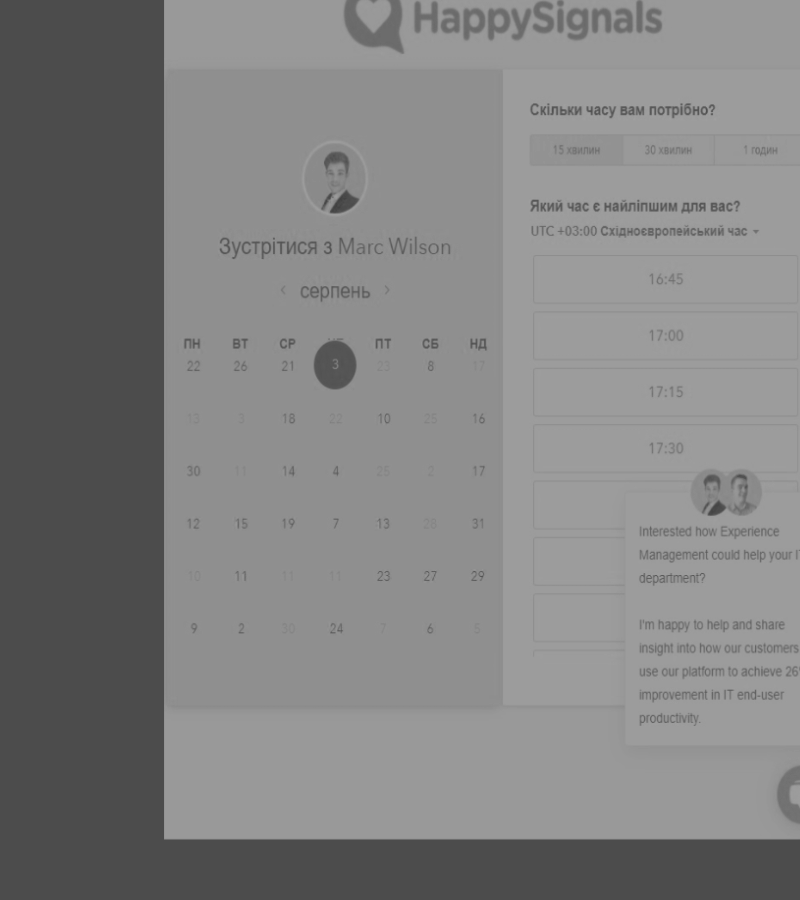 HappySignals
Зустрітися з Marc Wilson
серпень
ПН ВТ СР ПТ СБ НД
22 26 21 3 23 8 17
13 3 18 22 10 25 16
30 11 14 4 25 2 17
12 15 19 7 13 28 31
10 11 11 11 23 27 29
9 2 30 24 7 6 5
Скільки часу вам потрібно?
15 хвилин 30 хвилин 1 годин
Який час є найліпшим для вас?
UTC +03:00 Східноєвропейський час
16:45
17:00
17:15
17:30
Interested how Experience
Management could help your I
department?
I'm happy to help and share
insight into how our customers
use our platform to achieve 26
improvement in IT end-user
productivity.